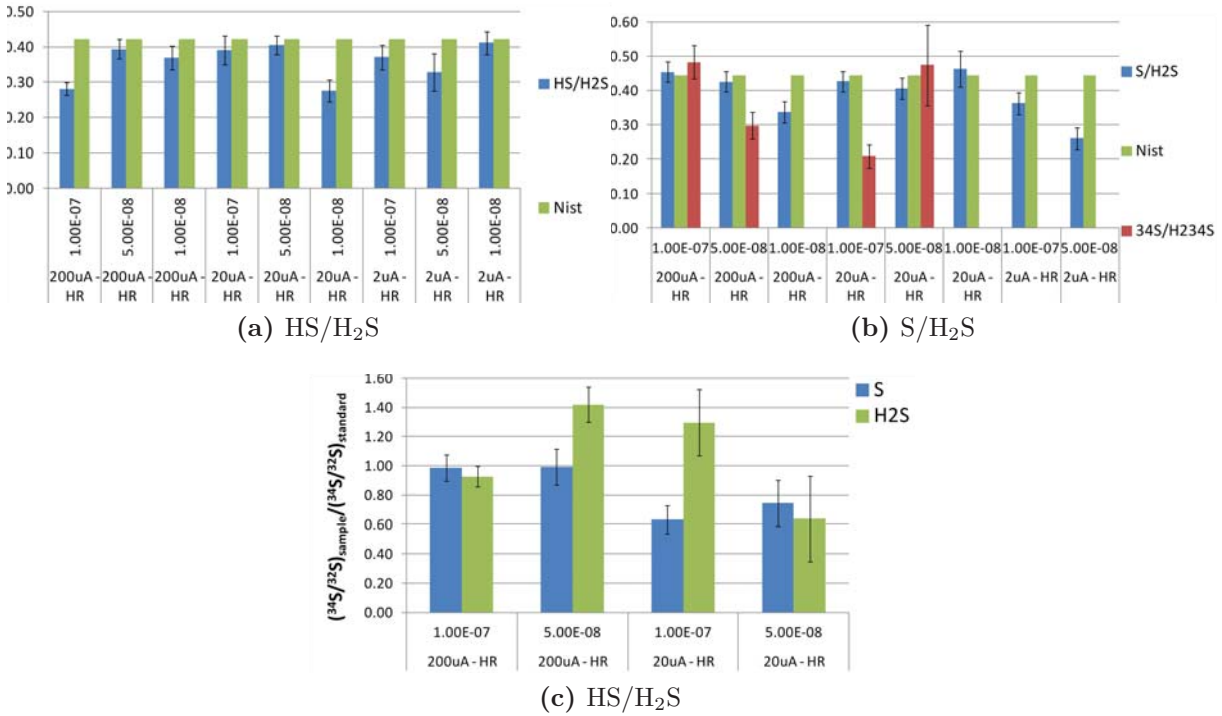 0.50
0.40
0.30
0.20
0.10
0.00
1.00E-07
5.00E-08
1.00E-08
1.00E-07
5.00E-08
1.00E-08
1.00E-07
5.00E-08
1.00E-08
200uA - HR
200uA - HR
200uA - HR
20uA - HR
20uA - HR
20uA - HR
2uA - HR
2uA - HR
2uA - HR
HS/H2S
Nist
(a) HS/H₂S
0.60
0.50
0.40
0.30
0.20
0.10
0.00
1.00E-07
5.00E-08
1.00E-08
1.00E-07
5.00E-08
1.00E-08
1.00E-07
5.00E-08
200uA - HR
200uA - HR
200uA - HR
20uA - HR
20uA - HR
20uA - HR
2uA - HR
2uA - HR
S/H2S
Nist
34S/H234S
(b) S/H₂S
(³⁴S/³²S)sample/(³⁴S/³²S)standard
1.60
1.40
1.20
1.00
0.80
0.60
0.40
0.20
0.00
1.00E-07
5.00E-08
1.00E-07
5.00E-08
200uA - HR
200uA - HR
20uA - HR
20uA - HR
S
H2S
(c) HS/H₂S